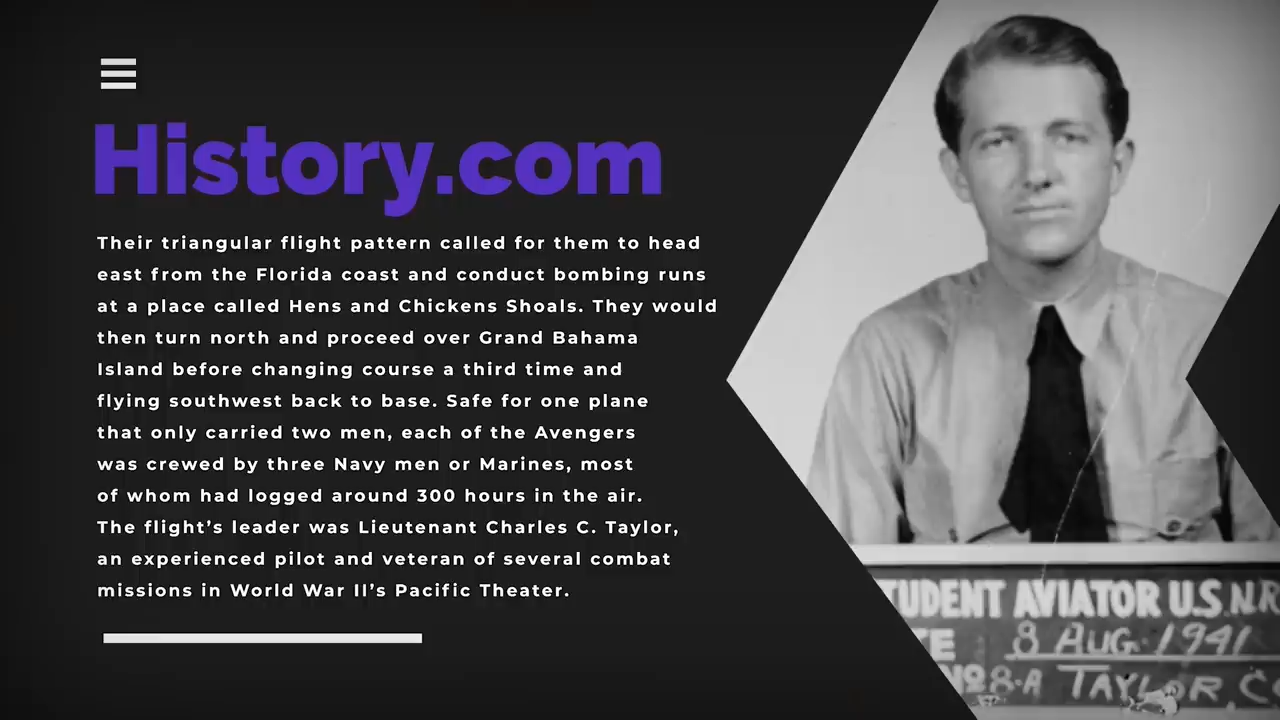 History.com
Their triangular flight pattern called for them to head
east from the Florida coast and conduct bombing runs
at a place called Hens and Chickens Shoals. They would
then turn north and proceed over Grand Bahama
Island before changing course a third time and
flying southwest back to base. Safe for one plane
that only carried two men, each of the Avengers
was crewed by three Navy men or Marines, most
of whom had logged around 300 hours in the air.
The flight’s leader was Lieutenant Charles C. Taylor,
an experienced pilot and veteran of several combat
missions in World War II’s Pacific Theater.
TUDENT AVIATOR U.S.N.R
TE 8 AUG. 1941
No 8-A TAYLOR, C